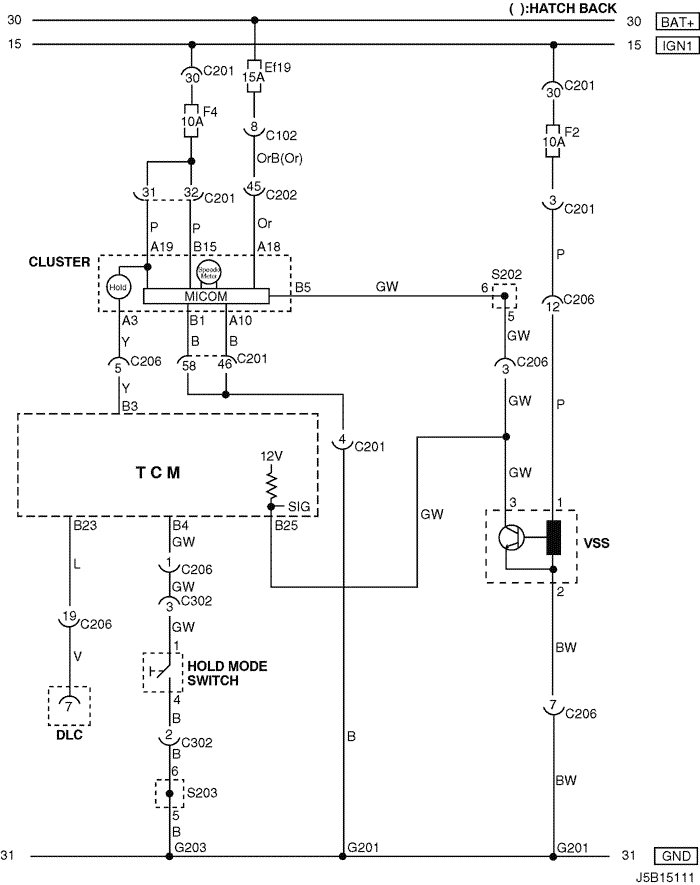 ( ):HATCH BACK
30 30 BAT+
15 15 IGN1
C201 Ef19
30 15A C201
F4 30
10A 8 C102 F2
10A
OrB(Or)
31 32 C201 45 C202
3 C201
P P Or
A19 B15 A18 P
CLUSTER S202
Hold Speedo Meter
MICOM B5 GW 6
12 C206
A3 B1 A10 5
Y B B GW
5 C206 58 46 C201 3 C206
Y
B3 GW P
4 C201
12V
T C M GW
SIG 3 1
B23 B4 B25 GW
GW VSS
L 1 C206
GW 2
3 C302
19 C206 GW
1 BW
V HOLD MODE
SWITCH
7 4 7 C206
DLC B
2 C302 B
B
6 BW
S203
5
B
31 G203 G201 G201 31 GND
J5B15111